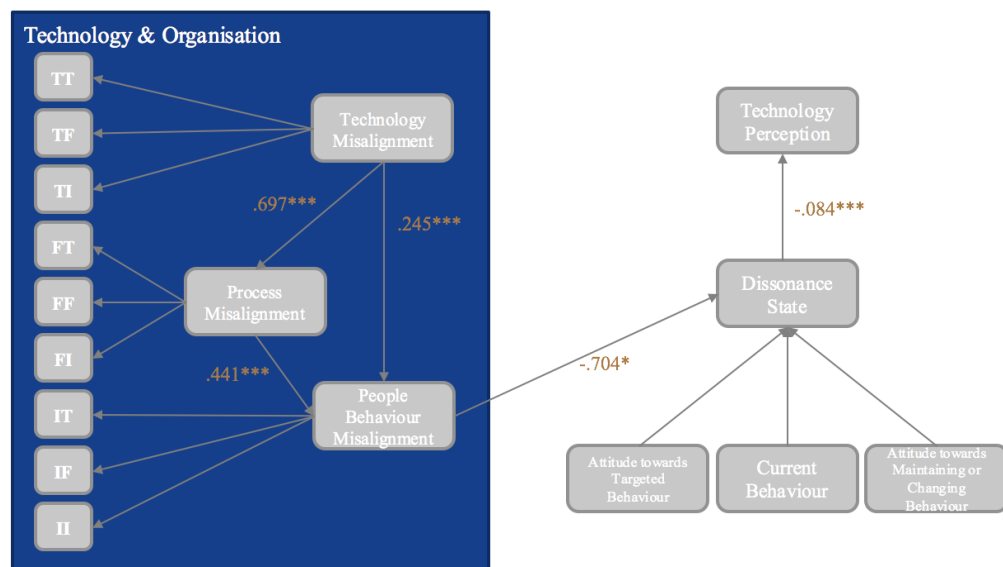 Technology & Organisation
TT
TF
TI
FT
FF
FI
IT
IF
II
Technology
Misalignment
.697***
.245***
Process
Misalignment
.441***
People
Behaviour
Misalignment
-.704*
Technology
Perception
-.084***
Dissonance
State
Attitude towards
Targeted
Behaviour
Current
Behaviour
Attitude towards
Maintaining or
Changing
Behaviour